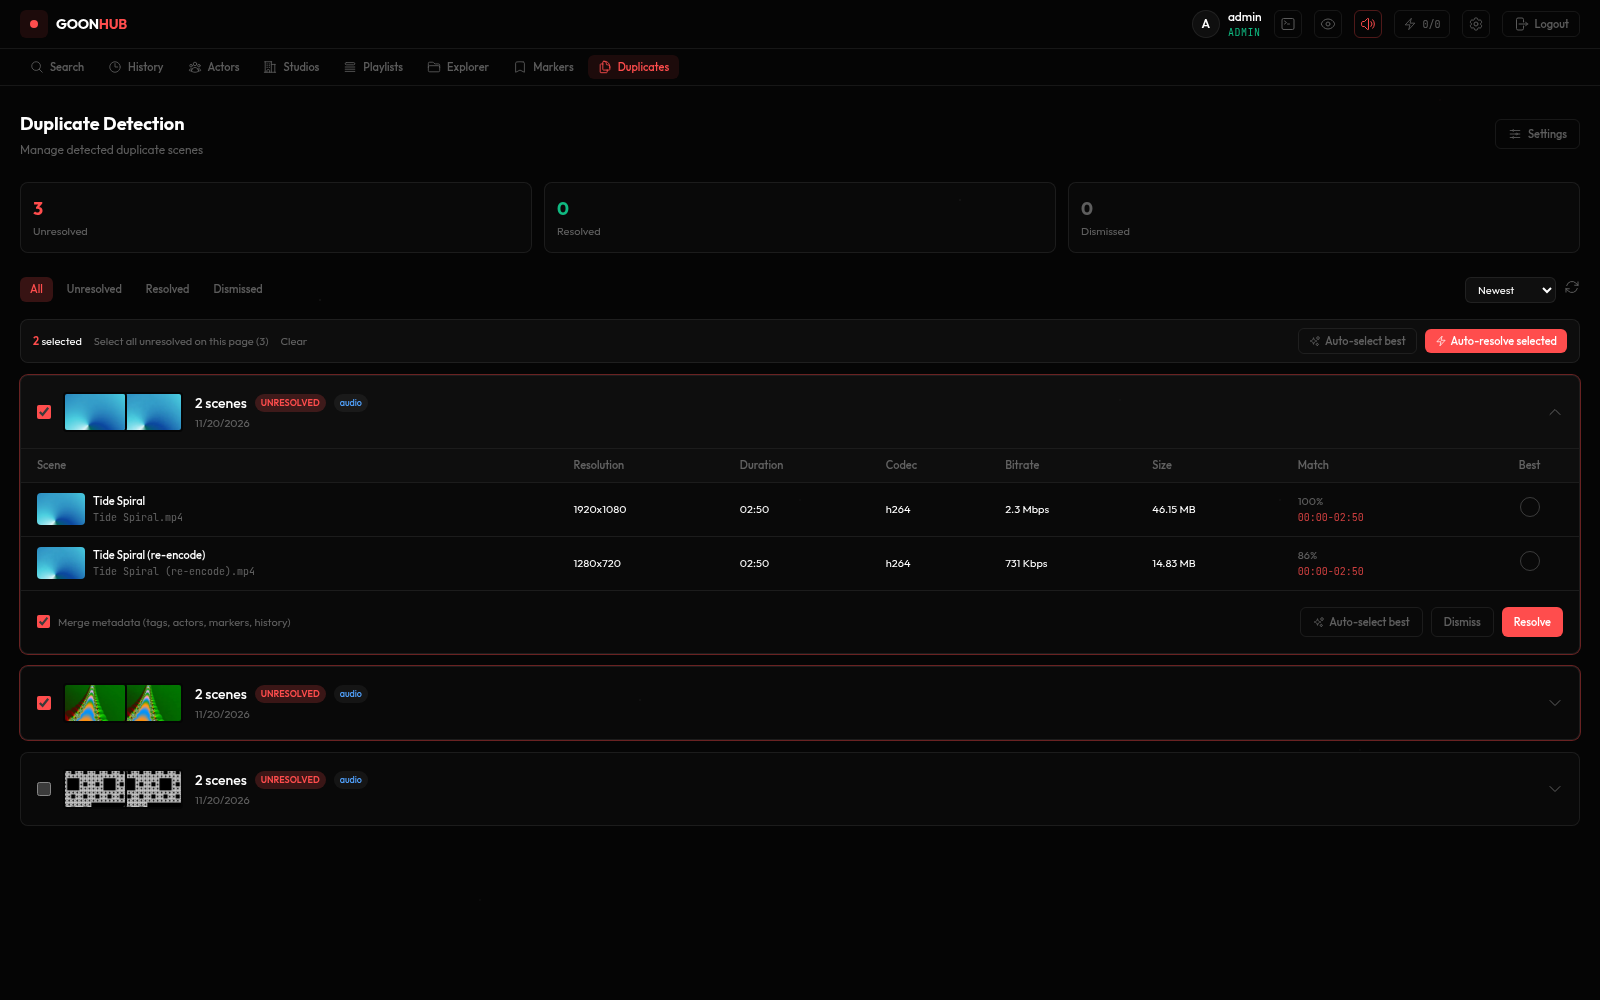 GOONHUB
A
admin
ADMIN
0/0
Logout
Search
History
Actors
Studios
Playlists
Explorer
Markers
Duplicates
Duplicate Detection
Manage detected duplicate scenes
Settings
3
Unresolved
0
Resolved
0
Dismissed
All
Unresolved
Resolved
Dismissed
Newest
2 selected
Select all unresolved on this page (3)
Clear
Auto-select best
Auto-resolve selected
2 scenes UNRESOLVED audio
11/20/2026
Scene Resolution Duration Codec Bitrate Size Match Best
Tide Spiral
Tide Spiral.mp4
1920x1080 02:50 h264 2.3 Mbps 46.15 MB
100%
00:00-02:50
Tide Spiral (re-encode)
Tide Spiral (re-encode).mp4
1280x720 02:50 h264 731 Kbps 14.83 MB
86%
00:00-02:50
Merge metadata (tags, actors, markers, history)
Auto-select best
Dismiss
Resolve
2 scenes UNRESOLVED audio
11/20/2026
2 scenes UNRESOLVED audio
11/20/2026